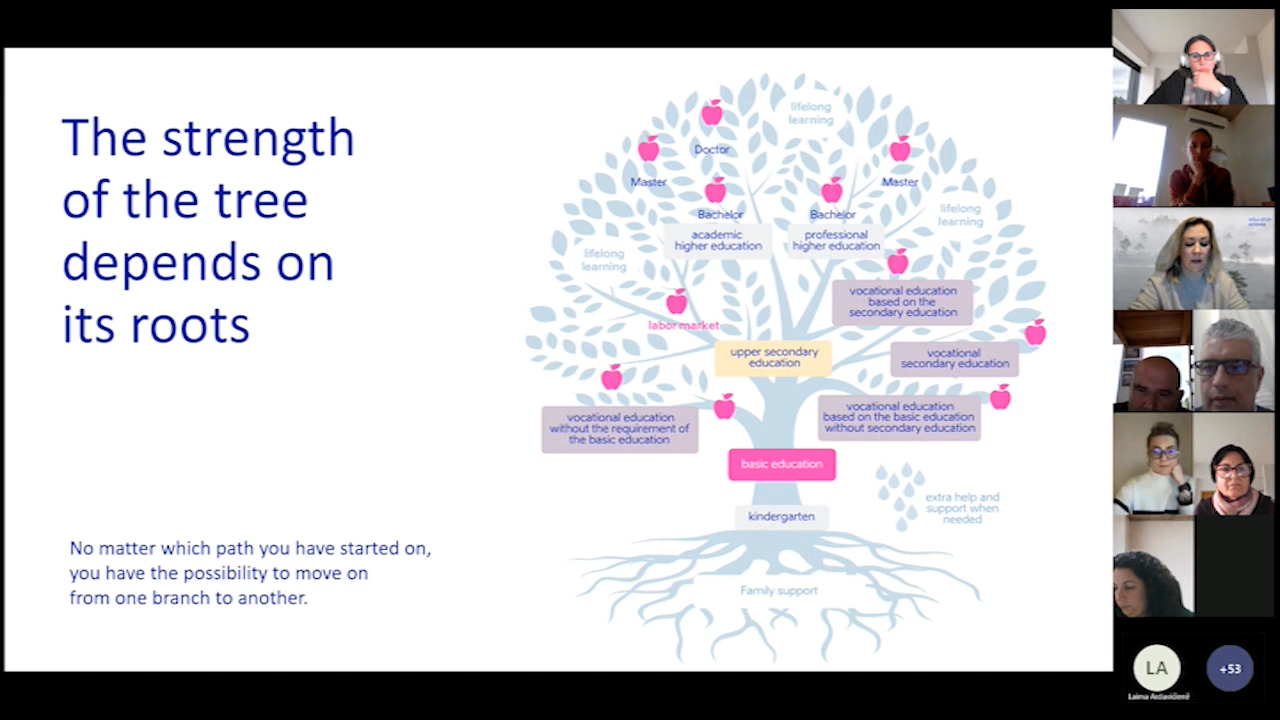 The strength
of the tree
depends on
its roots
No matter which path you have started on,
you have the possibility to move on
from one branch to another.
lifelong
learning
Doctor
Master
Master
Bachelor
Bachelor
lifelong
learning
academic
higher education
professional
higher education
lifelong
learning
vocational education
based on the
secondary education
labor market
upper secondary
education
vocational
secondary education
vocational education
without the requirement of
the basic education
vocational education
based on the basic education
without secondary education
basic education
extra help and
support when
needed
kindergarten
Family support
LA
+53